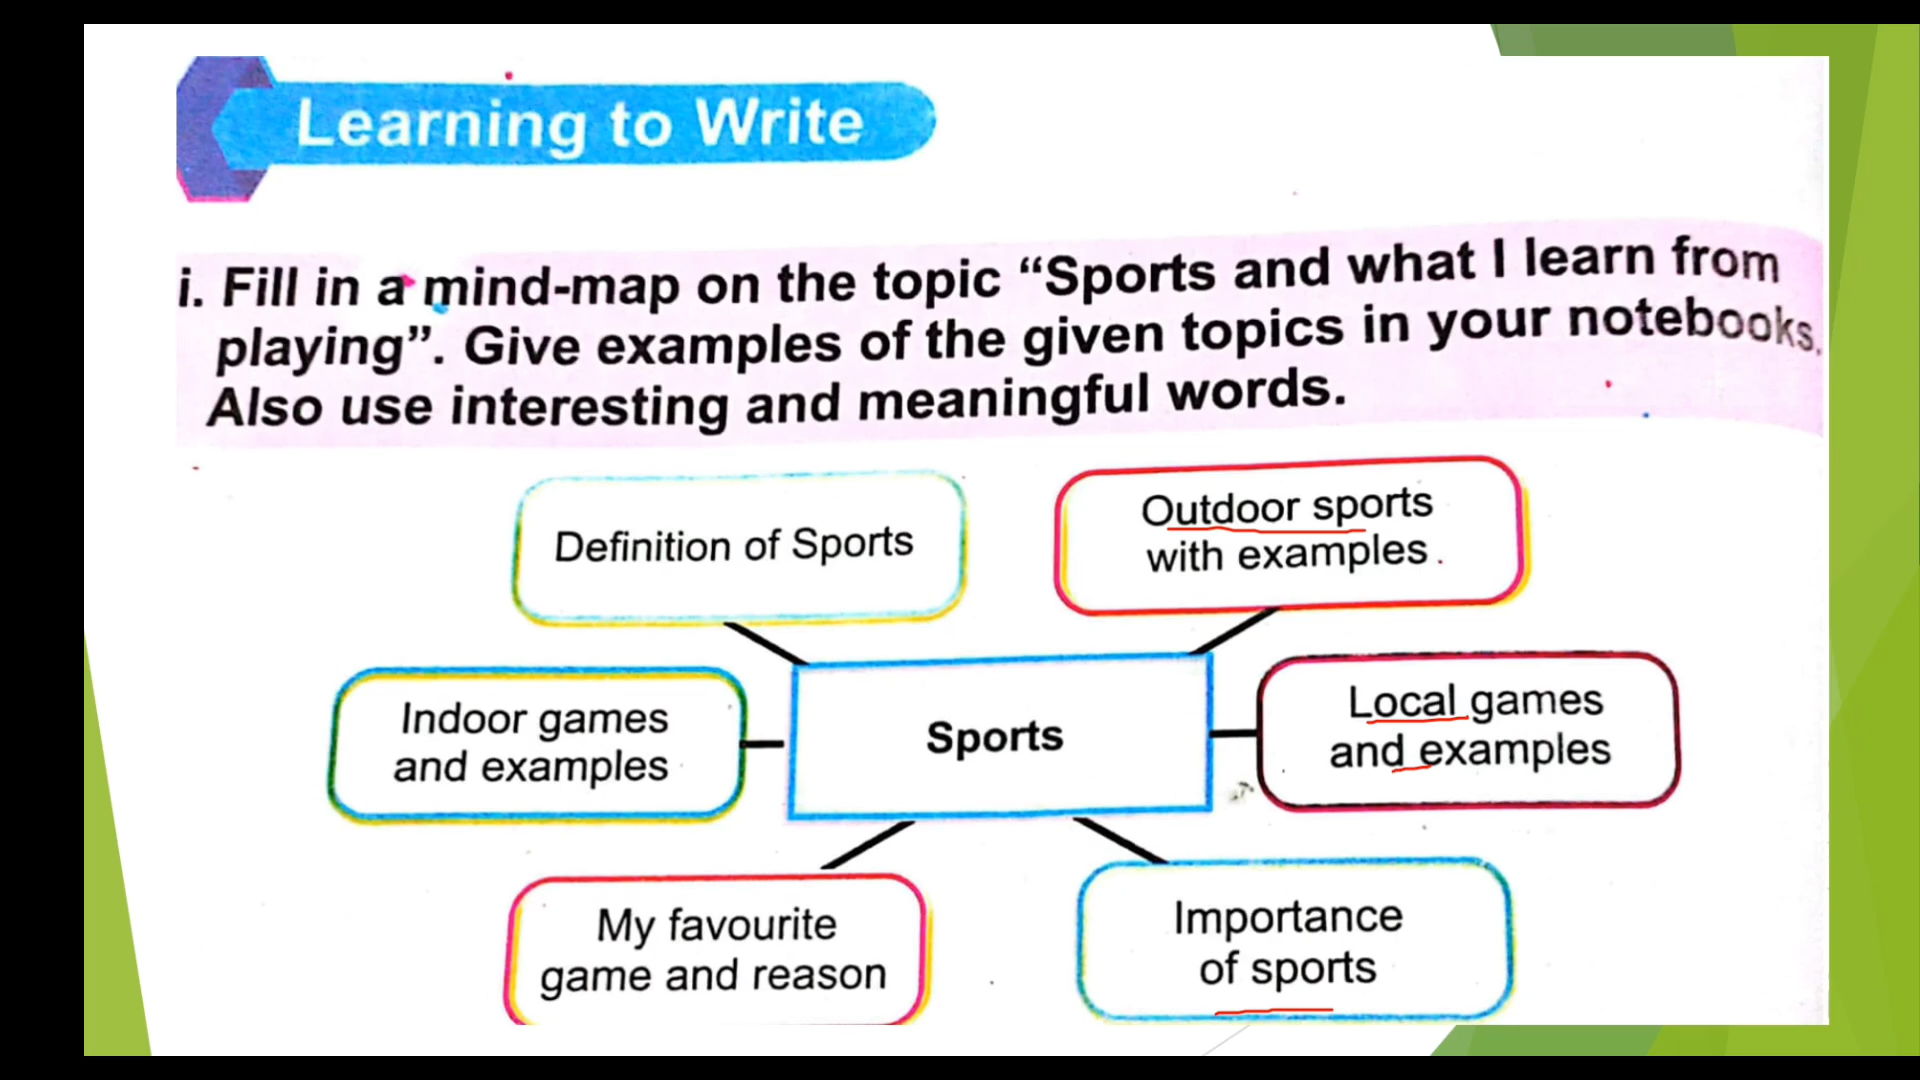 Learning to Write
i. Fill in a mind-map on the topic “Sports and what I learn from
playing”. Give examples of the given topics in your notebooks.
Also use interesting and meaningful words.
Definition of Sports
Outdoor sports
with examples.
Indoor games
and examples
Sports
Local games
and examples
My favourite
game and reason
Importance
of sports